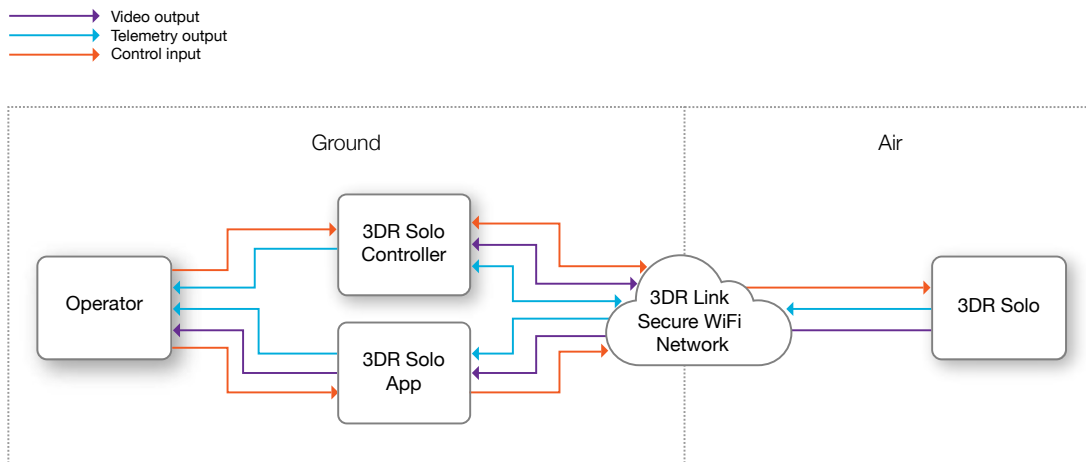 Video output
Telemetry output
Control input
Ground
Air
3DR Solo
Controller
Operator
3DR Link
Secure WiFi
Network
3DR Solo
3DR Solo
App